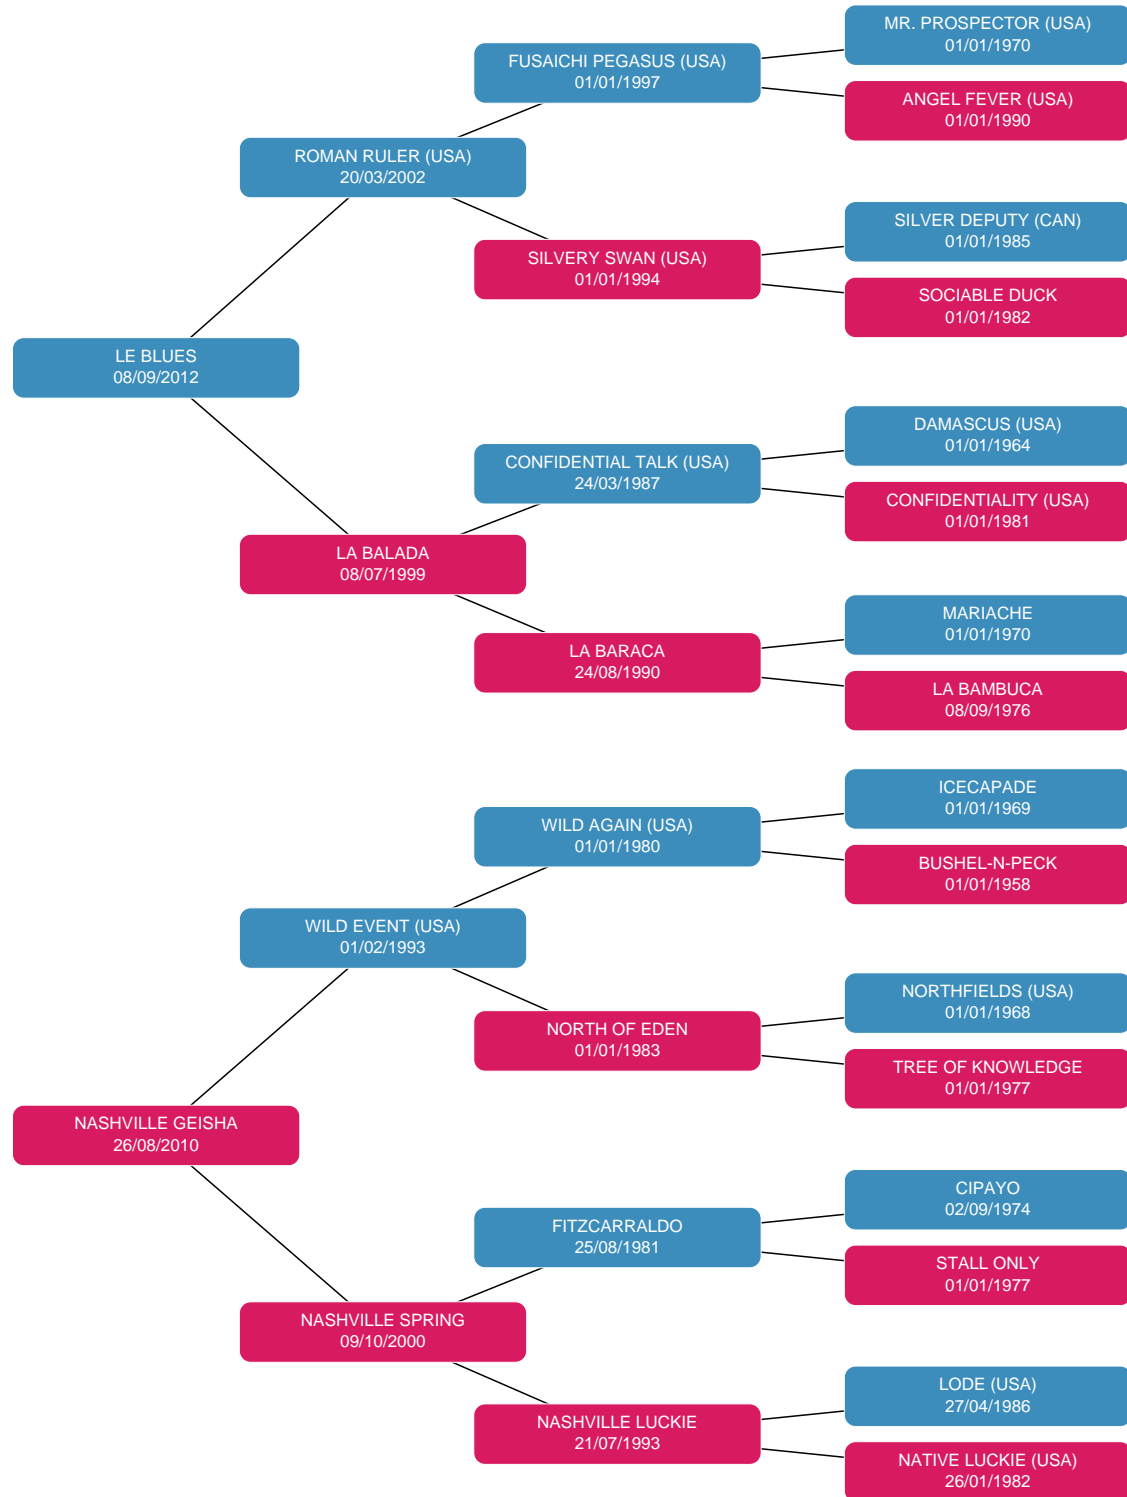 MR. PROSPECTOR (USA)
01/01/1970
FUSAICHI PEGASUS (USA)
01/01/1997
ANGEL FEVER (USA)
01/01/1990
ROMAN RULER (USA)
20/03/2002
SILVER DEPUTY (CAN)
01/01/1985
SILVERY SWAN (USA)
01/01/1994
SOCIABLE DUCK
01/01/1982
LE BLUES
08/09/2012
DAMASCUS (USA)
01/01/1964
CONFIDENTIAL TALK (USA)
24/03/1987
CONFIDENTIALITY (USA)
01/01/1981
LA BALADA
08/07/1999
MARIACHE
01/01/1970
LA BARACA
24/08/1990
LA BAMBUCA
08/09/1976
ICECAPADE
01/01/1969
WILD AGAIN (USA)
01/01/1980
BUSHEL-N-PECK
01/01/1958
WILD EVENT (USA)
01/02/1993
NORTHFIELDS (USA)
01/01/1968
NORTH OF EDEN
01/01/1983
TREE OF KNOWLEDGE
01/01/1977
NASHVILLE GEISHA
26/08/2010
CIPAYO
02/09/1974
FITZCARRALDO
25/08/1981
STALL ONLY
01/01/1977
NASHVILLE SPRING
09/10/2000
LODE (USA)
27/04/1986
NASHVILLE LUCKIE
21/07/1993
NATIVE LUCKIE (USA)
26/01/1982